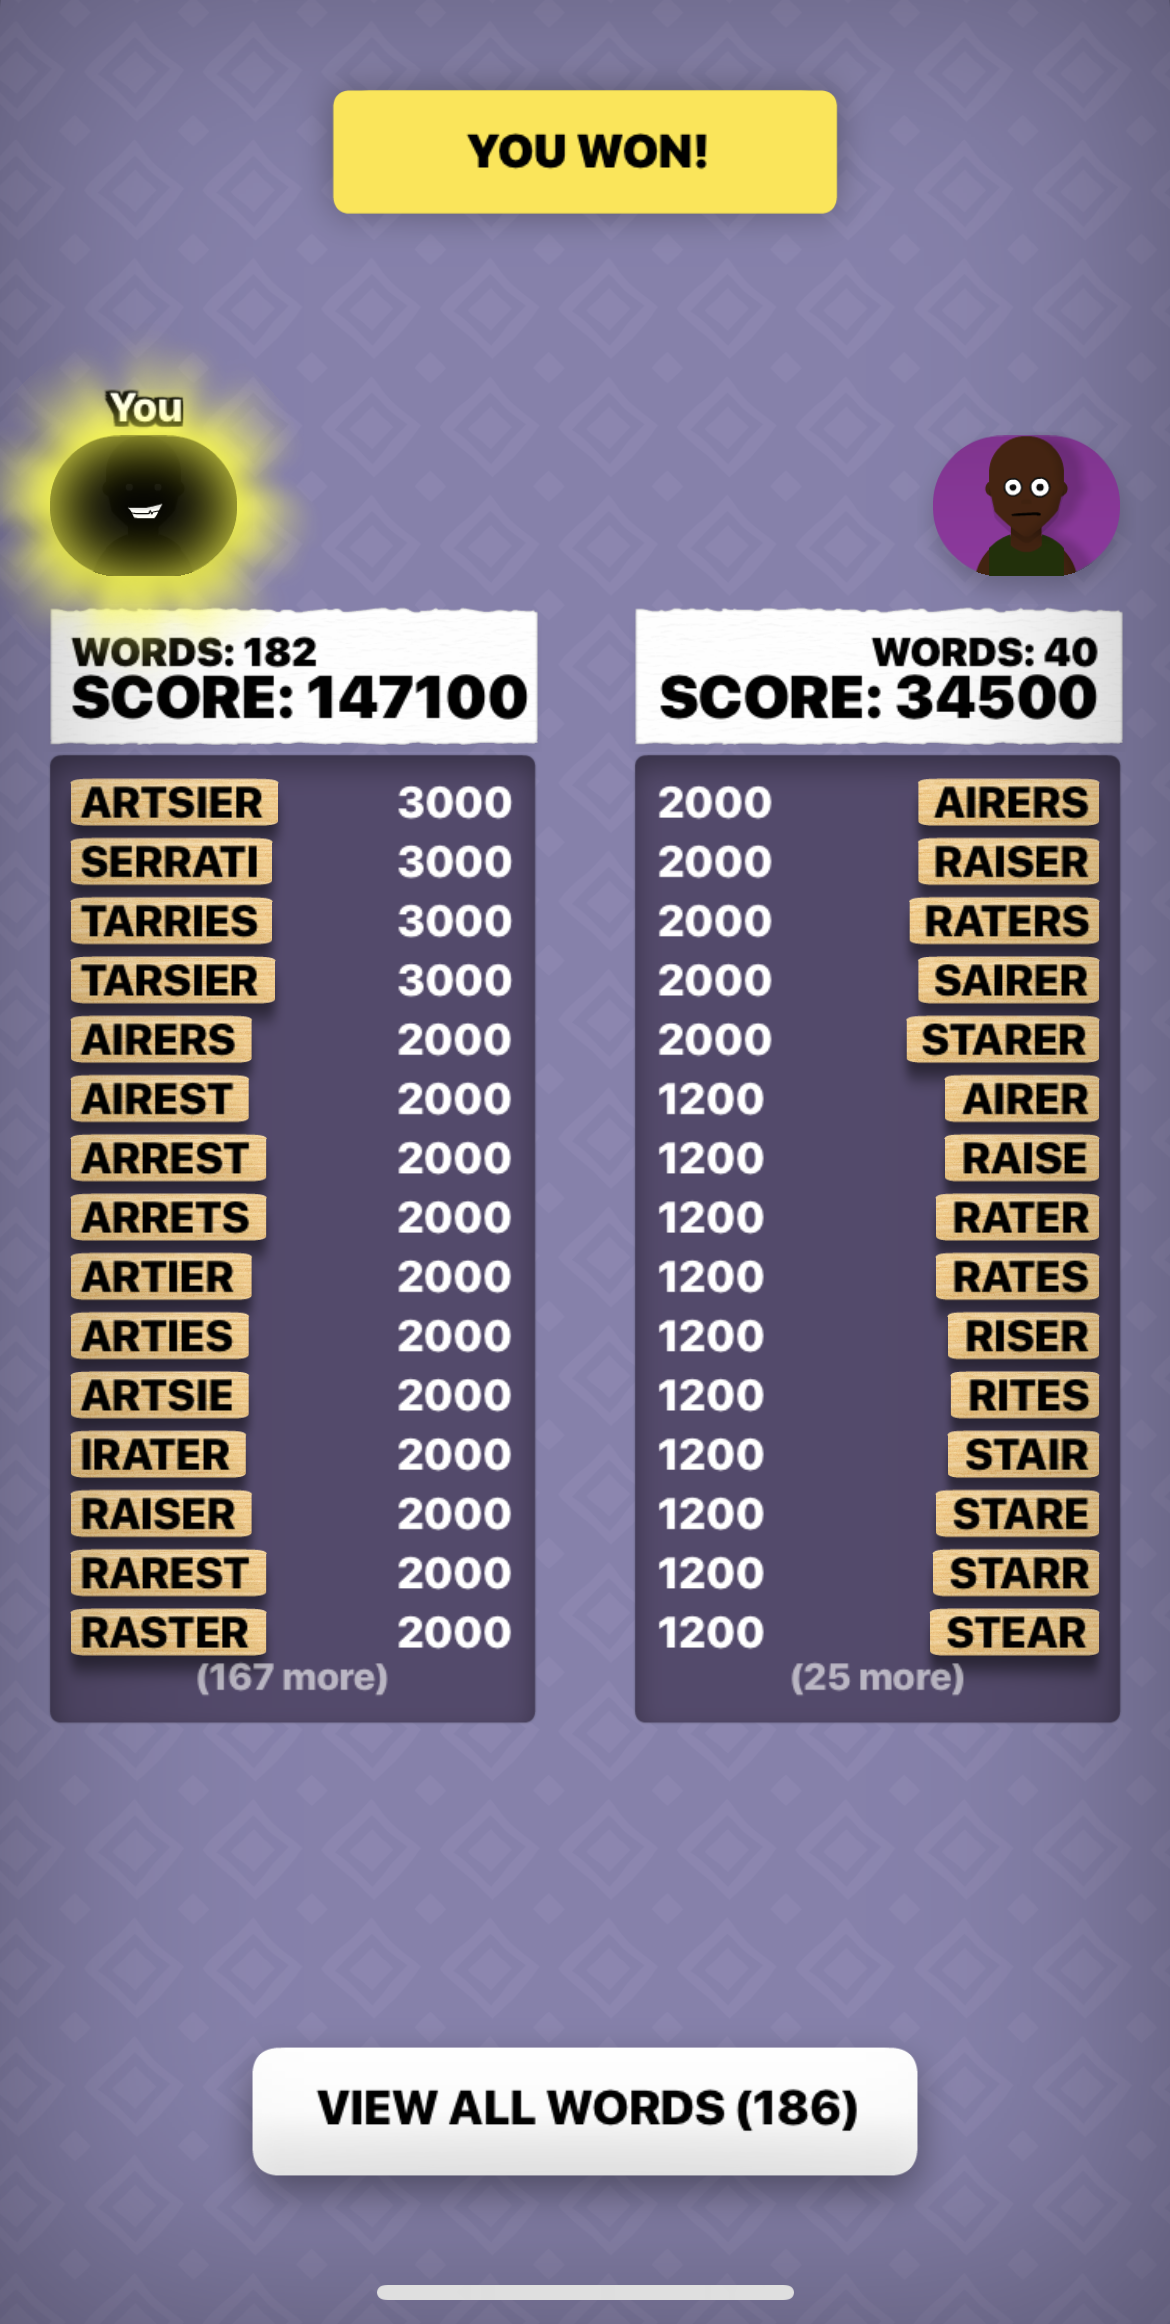 YOU WON!
You
WORDS: 182
SCORE: 147100
ARTSIER 3000
SERRATI 3000
TARRIES 3000
TARSIER 3000
AIRERS 2000
AIREST 2000
ARREST 2000
ARRETS 2000
ARTIER 2000
ARTIES 2000
ARTSIE 2000
IRATER 2000
RAISER 2000
RAREST 2000
RASTER 2000
(167 more)
WORDS: 40
SCORE: 34500
2000 AIRERS
2000 RAISER
2000 RATERS
2000 SAIRER
2000 STARER
1200 AIRER
1200 RAISE
1200 RATER
1200 RATES
1200 RISER
1200 RITES
1200 STAIR
1200 STARE
1200 STARR
1200 STEAR
(25 more)
VIEW ALL WORDS (186)